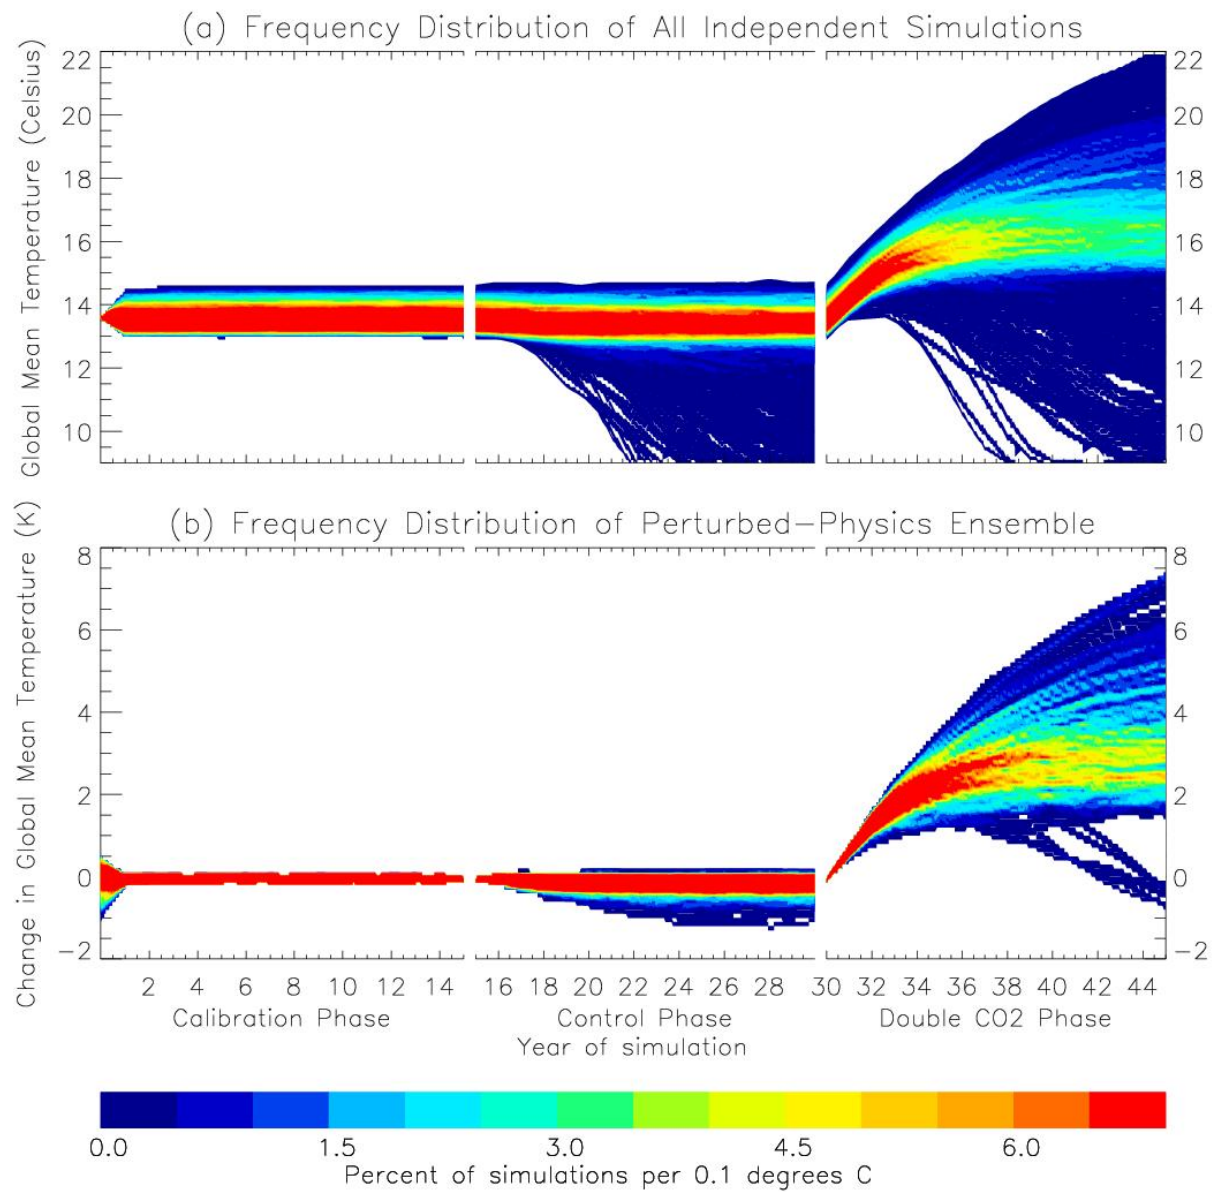 (a) Frequency Distribution of All Independent Simulations
Global Mean Temperature (Celsius)
22
20
18
16
14
12
10
22
20
18
16
14
12
10
(b) Frequency Distribution of Perturbed-Physics Ensemble
Change in Global Mean Temperature (K)
8
6
4
2
0
-2
8
6
4
2
0
-2
2 4 6 8 10 12 14 16 18 20 22 24 26 28 30 32 34 36 38 40 42 44
Calibration Phase Control Phase Double CO2 Phase
Year of simulation
0.0 1.5 3.0 4.5 6.0
Percent of simulations per 0.1 degrees C